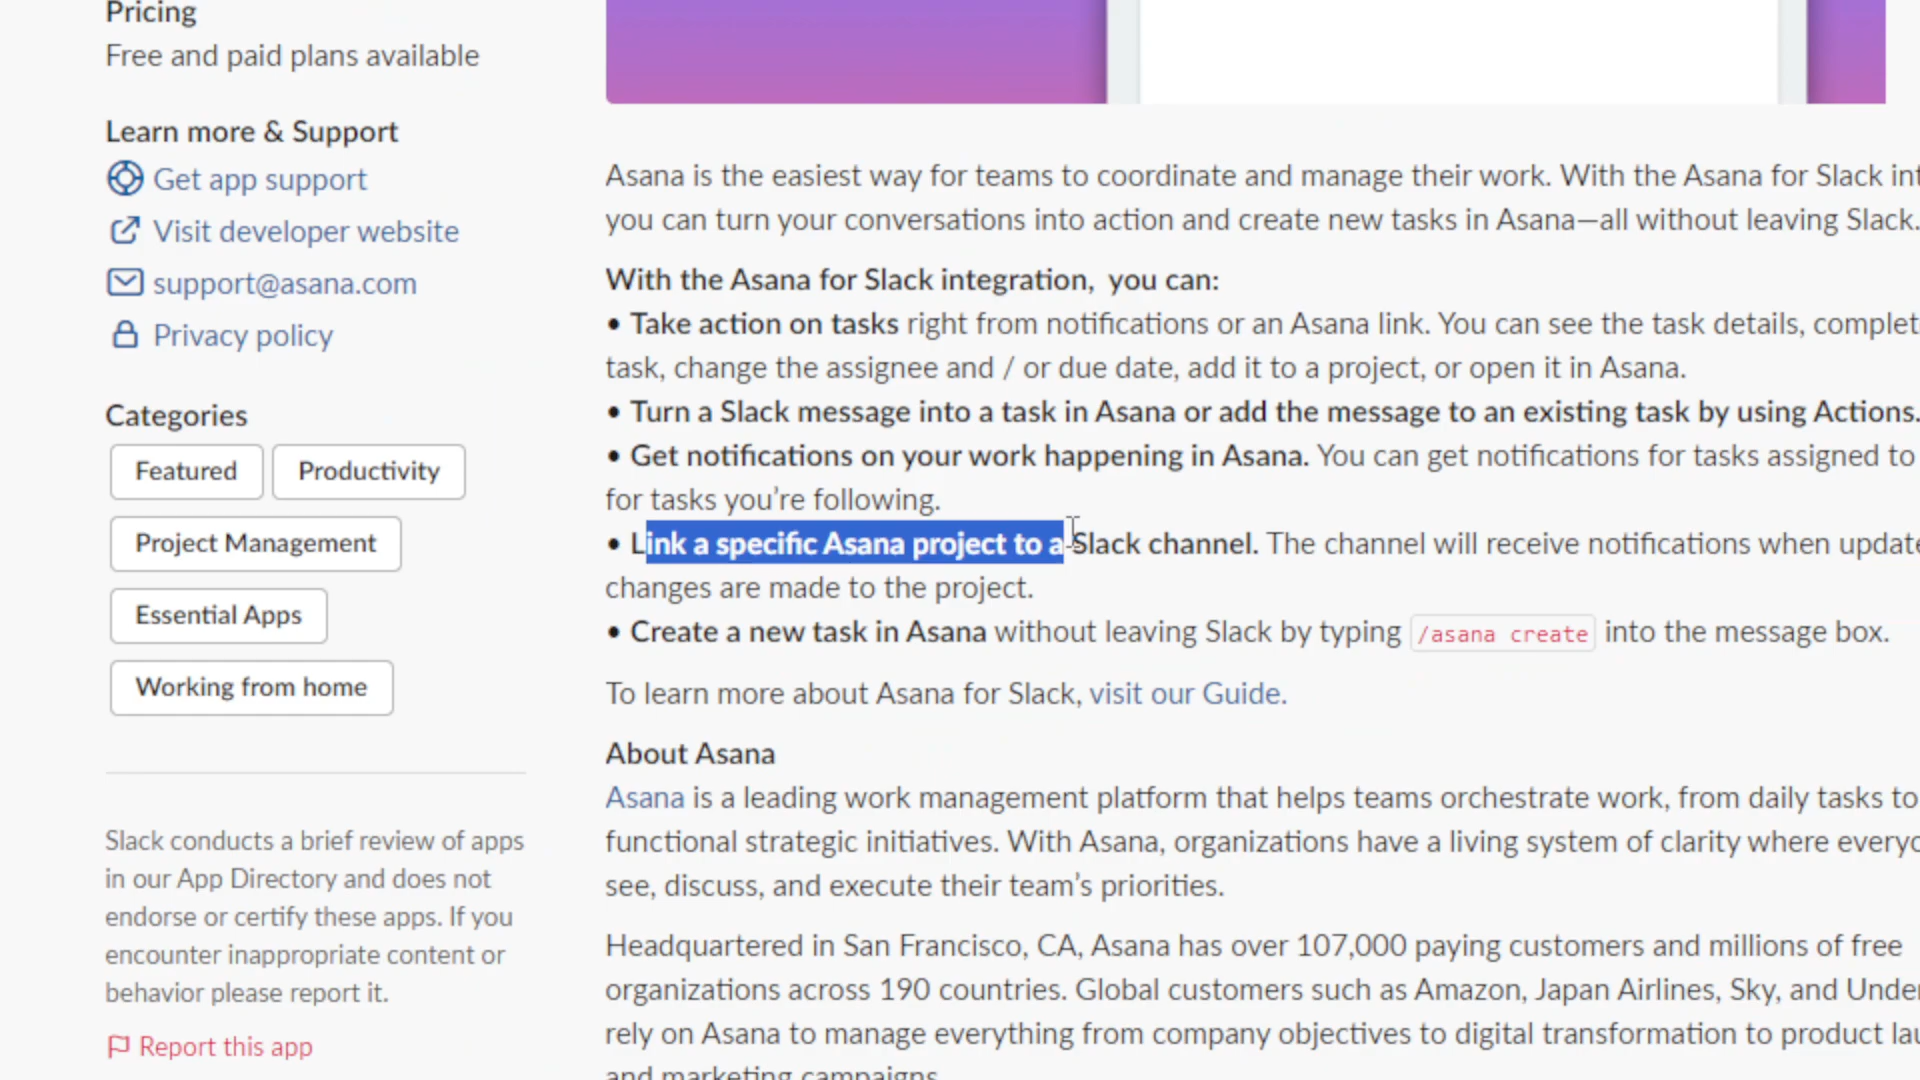 Pricing
Free and paid plans available
Learn more & Support
Get app support
Visit developer website
support@asana.com
Privacy policy
Categories
Featured
Productivity
Project Management
Essential Apps
Working from home
Slack conducts a brief review of apps
in our App Directory and does not
endorse or certify these apps. If you
encounter inappropriate content or
behavior please report it.
Report this app
Asana is the easiest way for teams to coordinate and manage their work. With the Asana for Slack
you can turn your conversations into action and create new tasks in Asana—all without leaving Slack.
With the Asana for Slack integration,  you can:
• Take action on tasks right from notifications or an Asana link. You can see the task details,
task, change the assignee and / or due date, add it to a project, or open it in Asana.
• Turn a Slack message into a task in Asana or add the message to an existing task by using Actions.
• Get notifications on your work happening in Asana. You can get notifications for tasks assigned to
for tasks you’re following.
• Link a specific Asana project to a Slack channel. The channel will receive notifications when
changes are made to the project.
• Create a new task in Asana without leaving Slack by typing /asana create into the message box.
To learn more about Asana for Slack, visit our Guide.
About Asana
Asana is a leading work management platform that helps teams orchestrate work, from daily tasks to
functional strategic initiatives. With Asana, organizations have a living system of clarity where
see, discuss, and execute their team’s priorities.
Headquartered in San Francisco, CA, Asana has over 107,000 paying customers and millions of free
organizations across 190 countries. Global customers such as Amazon, Japan Airlines, Sky, and
rely on Asana to manage everything from company objectives to digital transformation to product
and marketing campaigns.